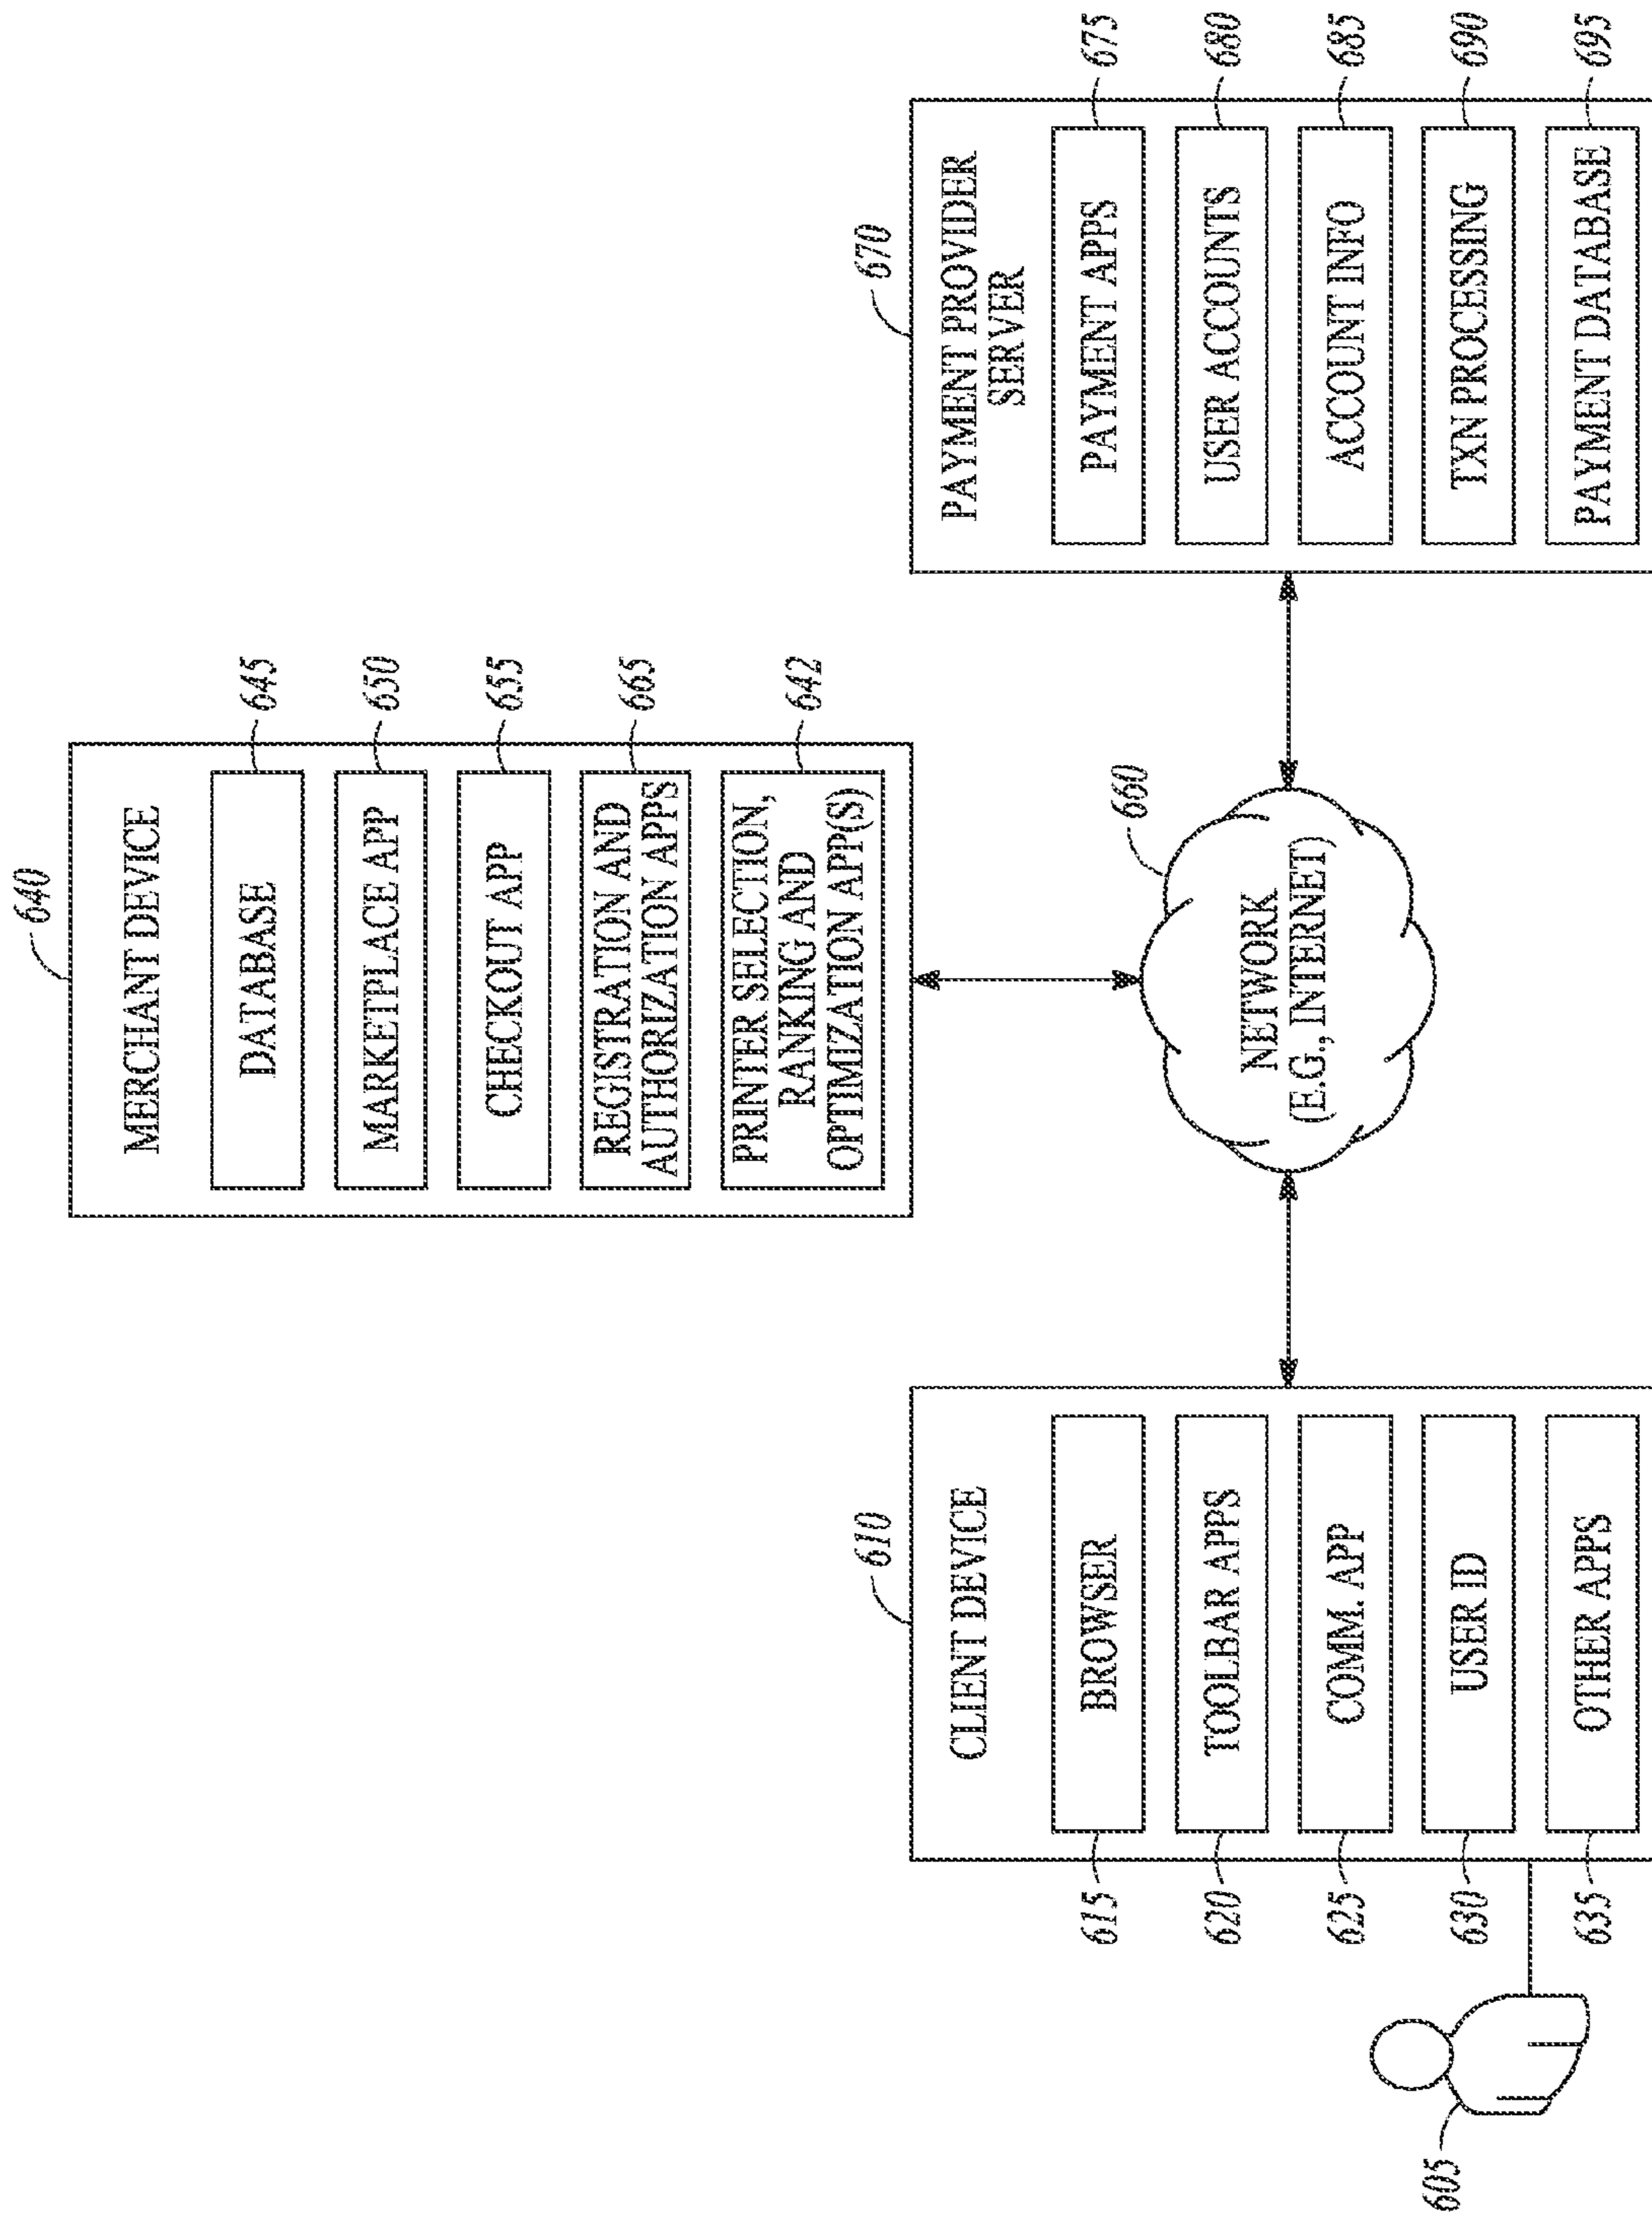 640
MERCHANT DEVICE
DATABASE
645
MARKETPLACE APP
650
CHECKOUT APP
655
REGISTRATION AND
AUTHORIZATION APPS
665
PRINTER SELECTION,
RANKING AND
OPTIMIZATION APP(S)
642
610
CLIENT DEVICE
BROWSER
615
TOOLBAR APPS
620
COMM. APP
625
USER ID
630
OTHER APPS
635
605
660
NETWORK
(E.G., INTERNET)
670
PAYMENT PROVIDER
SERVER
PAYMENT APPS
675
USER ACCOUNTS
680
ACCOUNT INFO
685
TXN PROCESSING
690
PAYMENT DATABASE
695